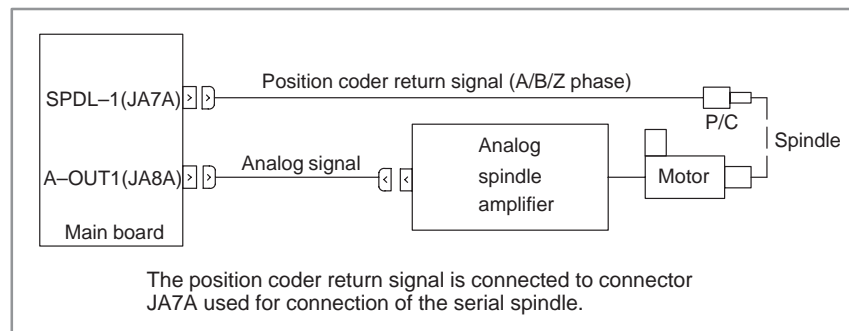 Position coder return signal (A/B/Z phase)
SPDL–1(JA7A)
P/C
Spindle
Analog signal
Analog
spindle
amplifier
A–OUT1(JA8A)
Motor
Main board
The position coder return signal is connected to connector
JA7A used for connection of the serial spindle.